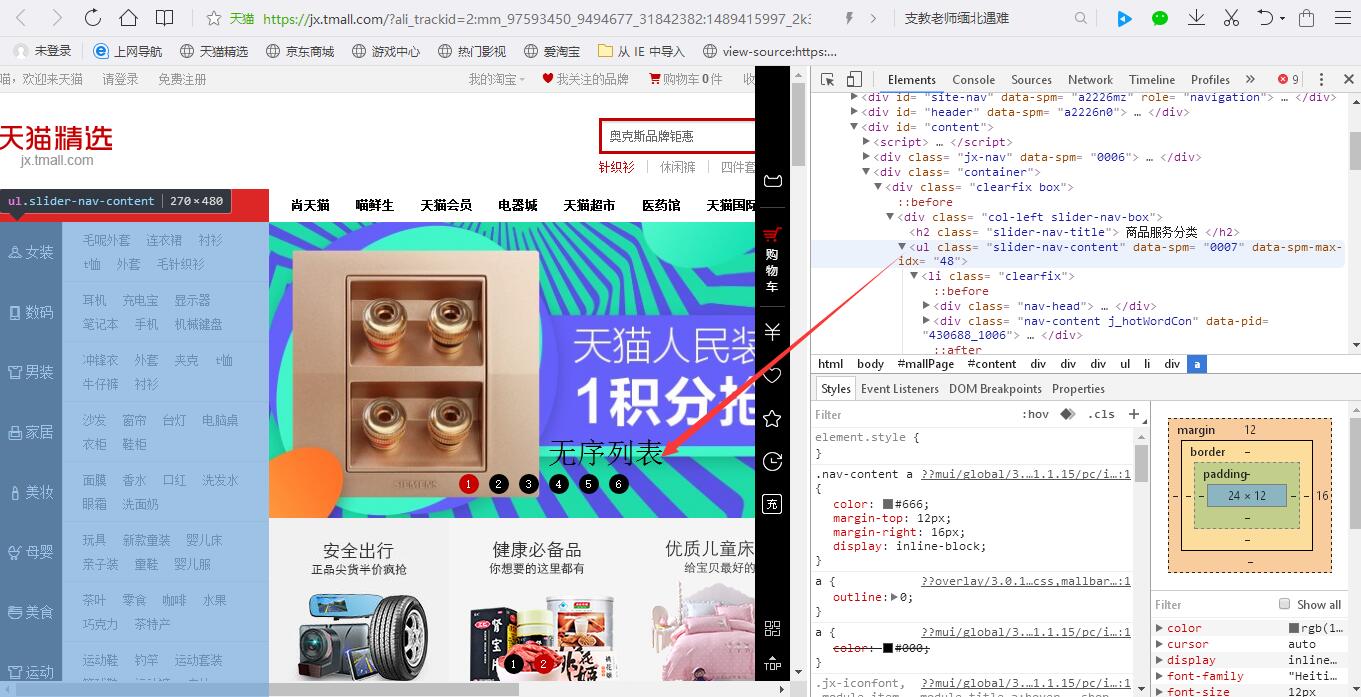 天猫 https://jx.tmall.com/?ali_trackid=2:mm_97593450_9494677_31842382:1489415997_2k3 支教老师缅北遇难
未登录 上网导航 天猫精选 京东商城 游戏中心 热门影视 爱淘宝 从 IE 中导入 view-source:https:...
喵，欢迎来天猫 请登录 免费注册 我的淘宝 我关注的品牌 购物车0件 收
天猫精选
jx.tmall.com
奥克斯品牌钜惠
针织衫 休闲裤 四件套
ul.slider-nav-content 270×480
尚天猫 喵鲜生 天猫会员 电器城 天猫超市 医药馆 天猫国际
女装 毛呢外套 连衣裙 衬衫
t恤 外套 毛针织衫
数码 耳机 充电宝 显示器
笔记本 手机 机械键盘
男装 冲锋衣 外套 夹克 t恤
牛仔裤 衬衫
家居 沙发 窗帘 台灯 电脑桌
衣柜 鞋柜
美妆 面膜 香水 口红 洗发水
眼霜 洗面奶
母婴 玩具 新款童装 婴儿床
亲子装 童鞋 婴儿服
美食 茶叶 零食 咖啡 水果
巧克力 茶特产
运动 运动鞋 钓竿 运动套装
天猫人民装
1积分抢
无序列表
SIEMENS
1 2 3 4 5 6
安全出行
正品尖货半价疯抢
健康必备品
你想要的这里都有
优质儿童床
给宝贝最好的
肾宝片
1 2
购物车
充
TOP
Elements Console Sources Network Timeline Profiles » 9
<div id= "site-nav" data-spm= "a2226mz" role= "navigation"> … </div>
<div id= "header" data-spm= "a2226n0"> … </div>
<div id= "content">
<script> … </script>
<div class= "jx-nav" data-spm= "0006"> … </div>
<div class= "container">
<div class= "clearfix box">
::before
<div class= "col-left slider-nav-box">
<h2 class= "slider-nav-title"> 商品服务分类 </h2>
<ul class= "slider-nav-content" data-spm= "0007" data-spm-max-
idx= "48">
<li class= "clearfix">
::before
<div class= "nav-head"> … </div>
<div class= "nav-content j_hotWordCon" data-pid=
"430688_1006"> … </div>
::after
html body #mallPage #content div div div ul li div a
Styles Event Listeners DOM Breakpoints Properties
Filter :hov .cls +
element.style {
}
.nav-content a ??mui/global/3.…1.1.15/pc/i…:1
{
color: #666;
margin-top: 12px;
margin-right: 16px;
display: inline-block;
}
a { ??overlay/3.0.1…css,mallbar…:1
outline: 0;
}
a { ??mui/global/3.…1.1.15/pc/i…:1
color: #000;
}
.jx-iconfont, ??mui/global/3.…1.1.15/pc/i…:1
margin 12
border –
padding –
24 × 12
16
Filter Show all
color rgb(1…
cursor auto
display inline…
font-family "Heiti…
font-size 12px